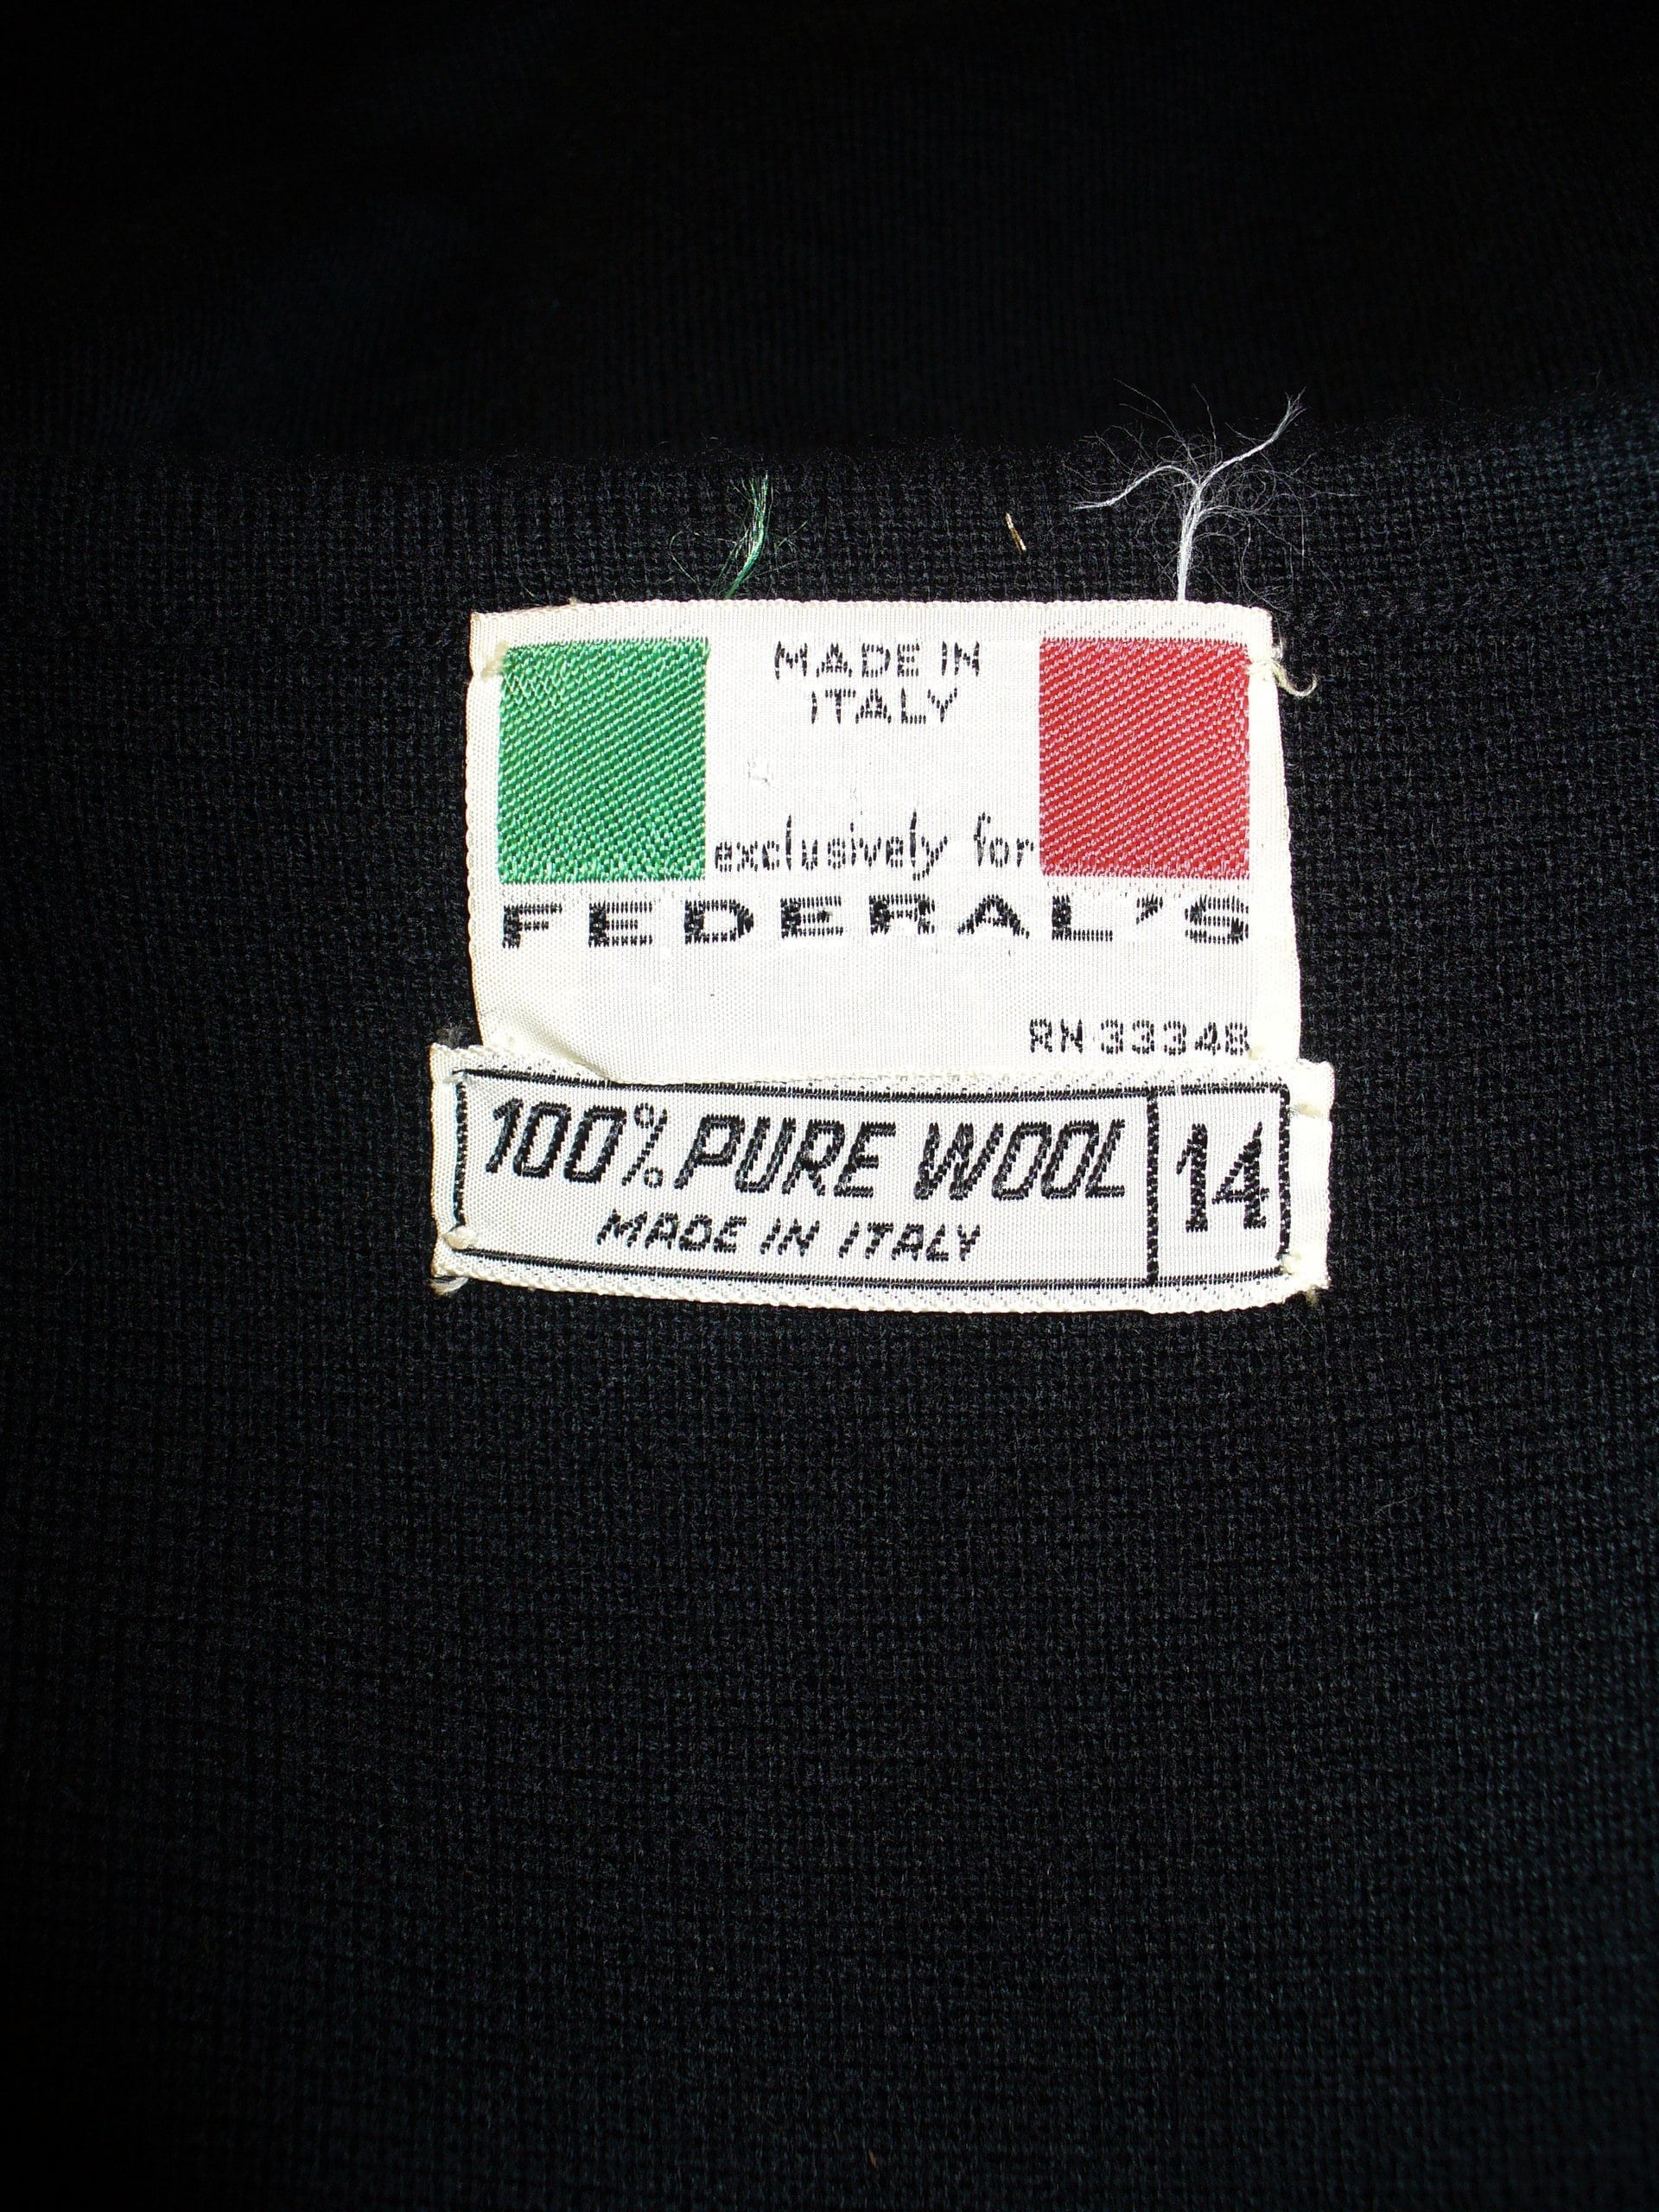 MADE IN
ITALY
exclusively for
FEDERAL'S
RN 33348
100% PURE WOOL 14
MADE IN ITALY